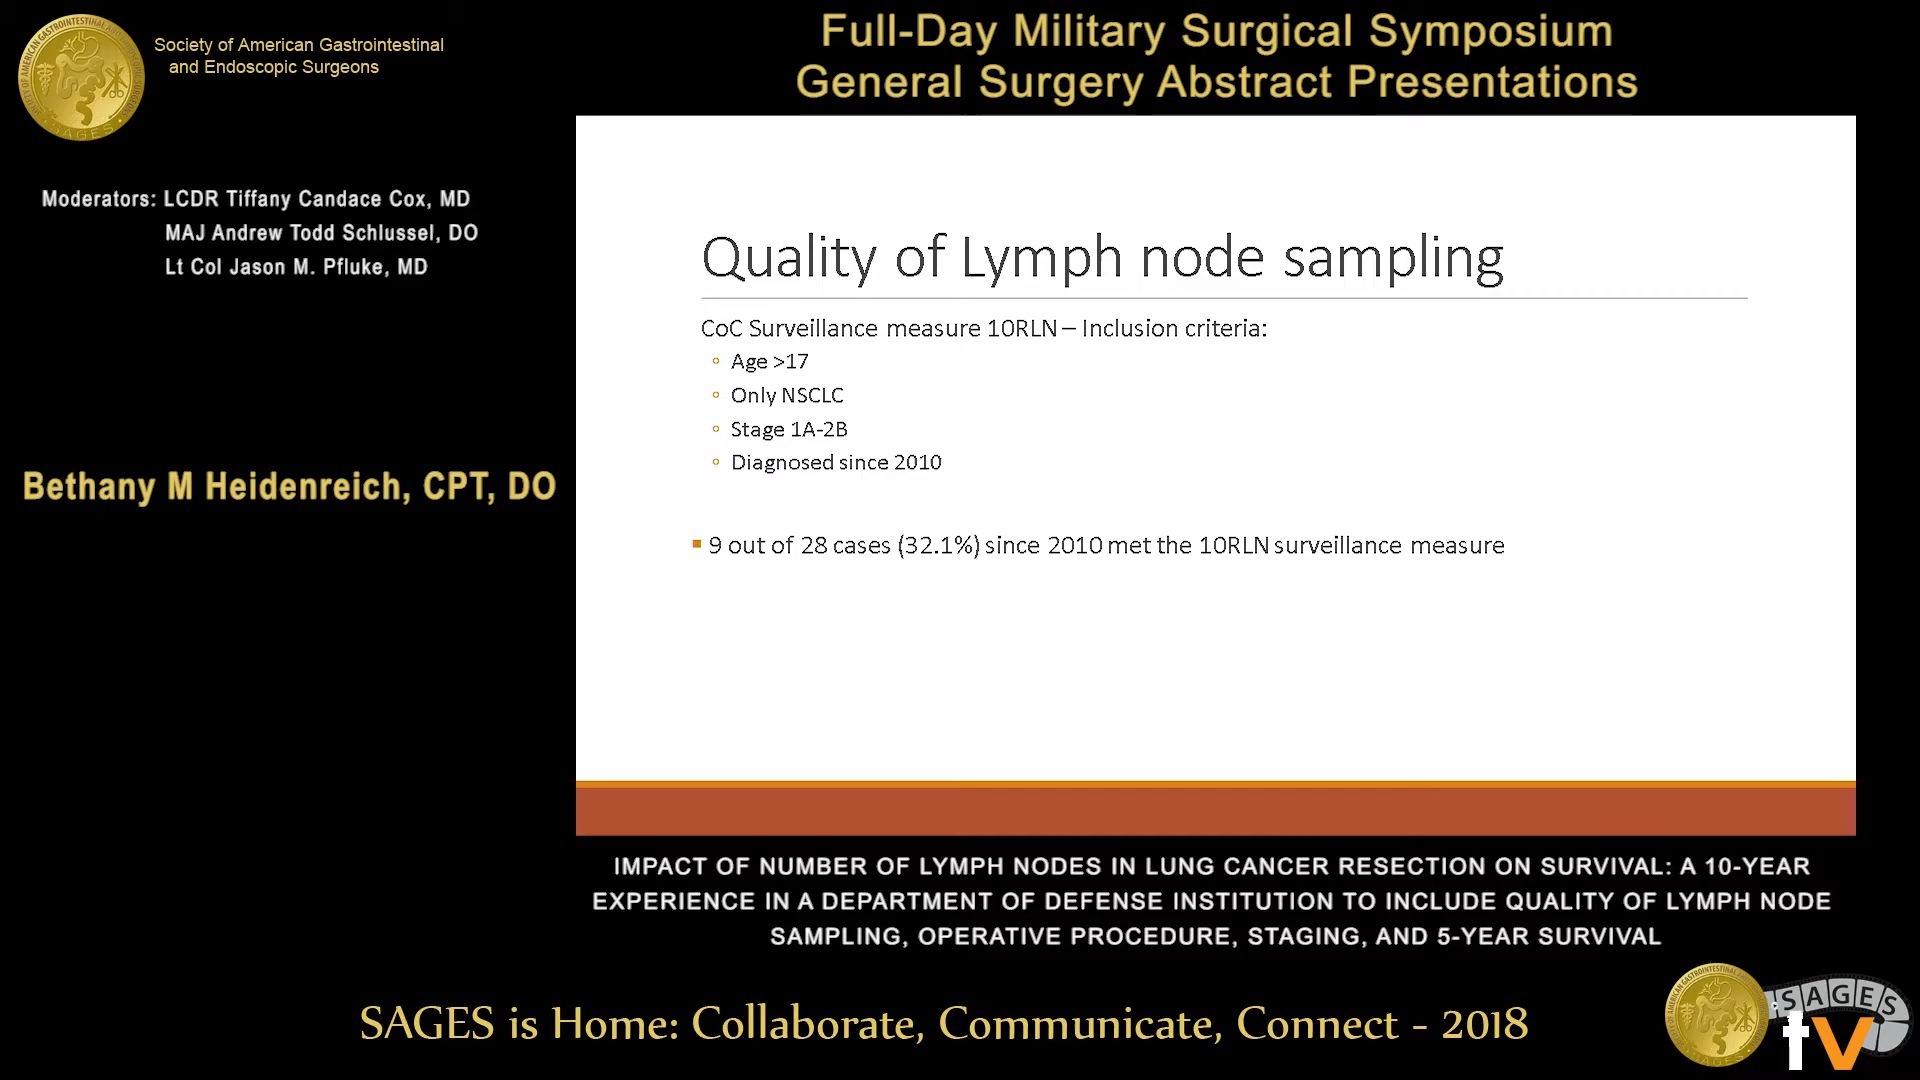 Society of American Gastrointestinal
and Endoscopic Surgeons
Full-Day Military Surgical Symposium
General Surgery Abstract Presentations
Moderators: LCDR Tiffany Candace Cox, MD
MAJ Andrew Todd Schlussel, DO
Lt Col Jason M. Pfluke, MD
Bethany M Heidenreich, CPT, DO
Quality of Lymph node sampling
CoC Surveillance measure 10RLN – Inclusion criteria:
Age >17
Only NSCLC
Stage 1A-2B
Diagnosed since 2010
9 out of 28 cases (32.1%) since 2010 met the 10RLN surveillance measure
IMPACT OF NUMBER OF LYMPH NODES IN LUNG CANCER RESECTION ON SURVIVAL: A 10-YEAR
EXPERIENCE IN A DEPARTMENT OF DEFENSE INSTITUTION TO INCLUDE QUALITY OF LYMPH NODE
SAMPLING, OPERATIVE PROCEDURE, STAGING, AND 5-YEAR SURVIVAL
SAGES is Home: Collaborate, Communicate, Connect - 2018
SAGES
tv